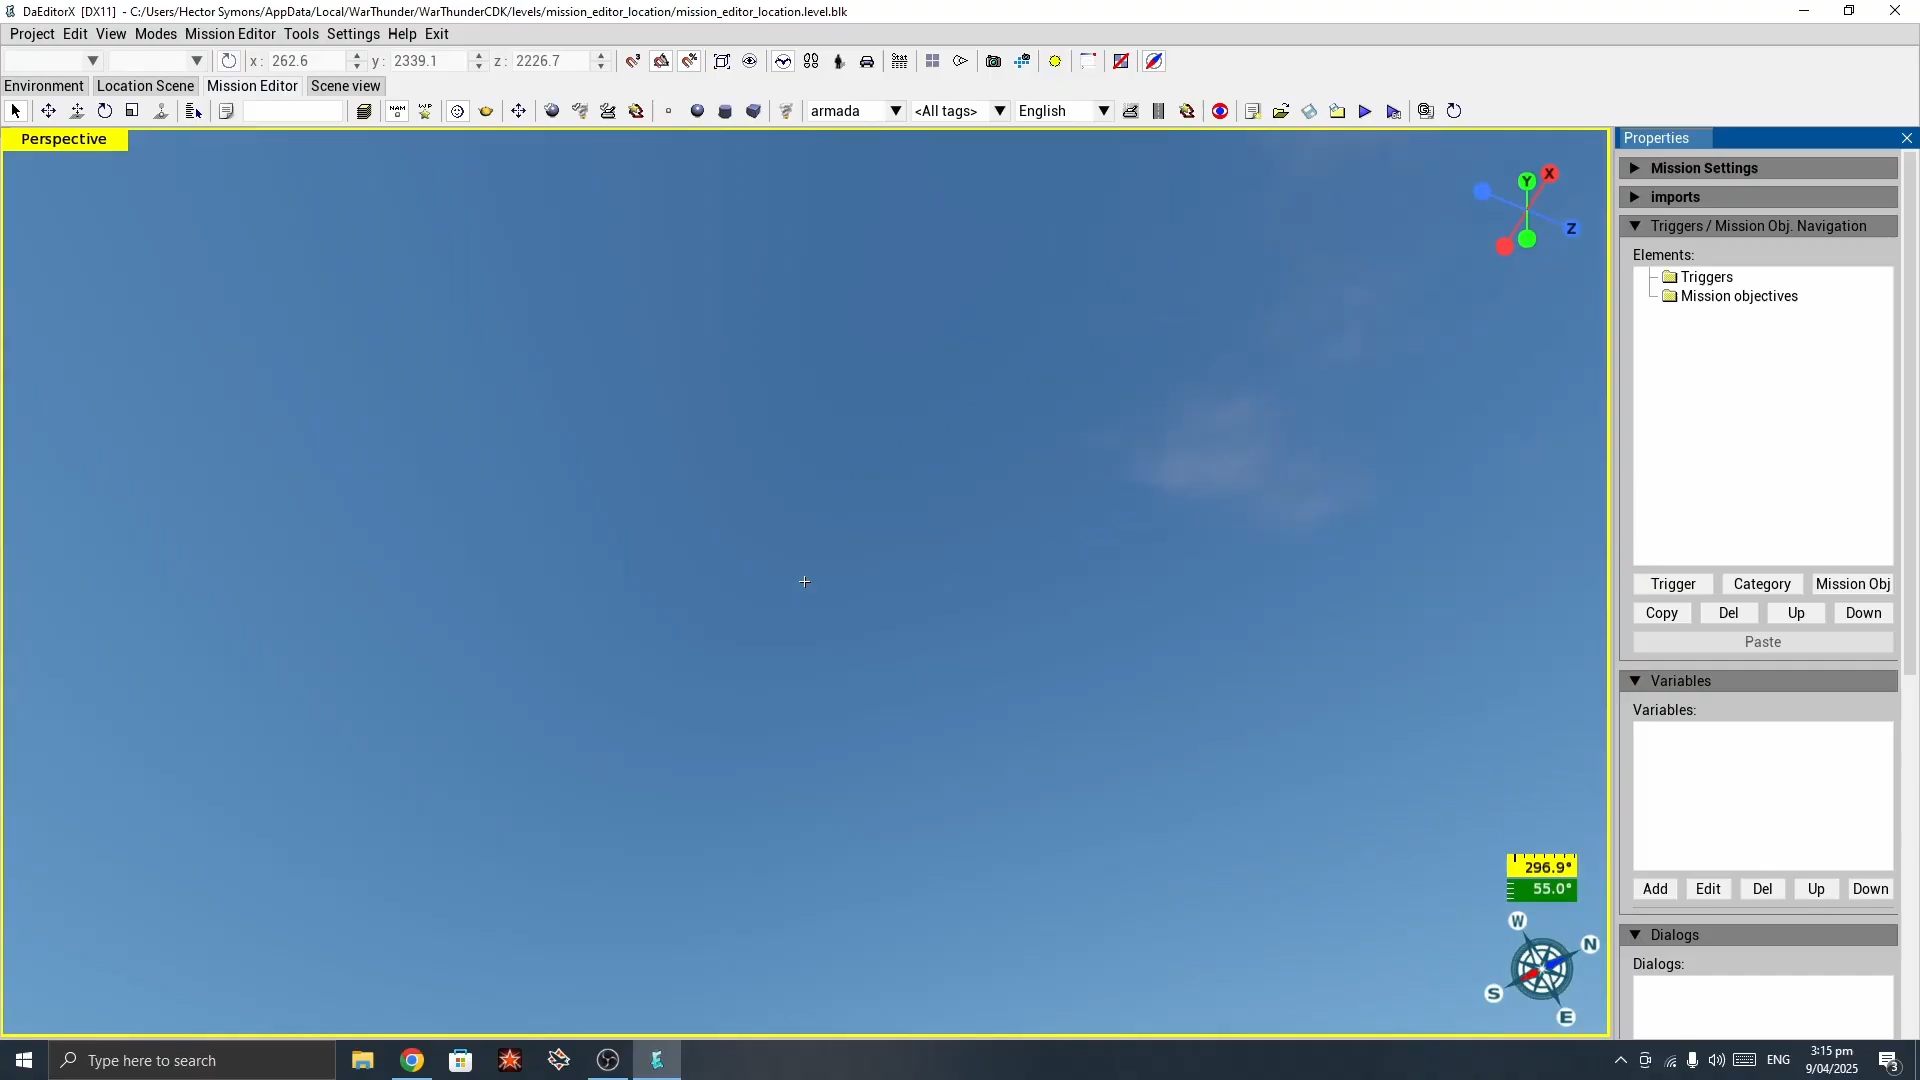 DaEditorX [DX11] - C:/Users/Hector Symons/AppData/Local/WarThunder/WarThunderCDK/levels/mission_editor_location/mission_editor_location.level.blk
Project Edit View Modes Mission Editor Tools Settings Help Exit
x : 262.6 y : 2339.1 z : 2226.7
Environment Location Scene Mission Editor Scene view
armada <All tags> English
Perspective
Properties
Mission Settings
imports
Triggers / Mission Obj. Navigation
Elements:
Triggers
Mission objectives
Trigger Category Mission Obj
Copy Del Up Down
Paste
Variables
Variables:
Add Edit Del Up Down
Dialogs
Dialogs:
Y X
Z
296.9°
55.0°
W
N
S
E
Type here to search
ENG
3:15 pm
9/04/2025
3